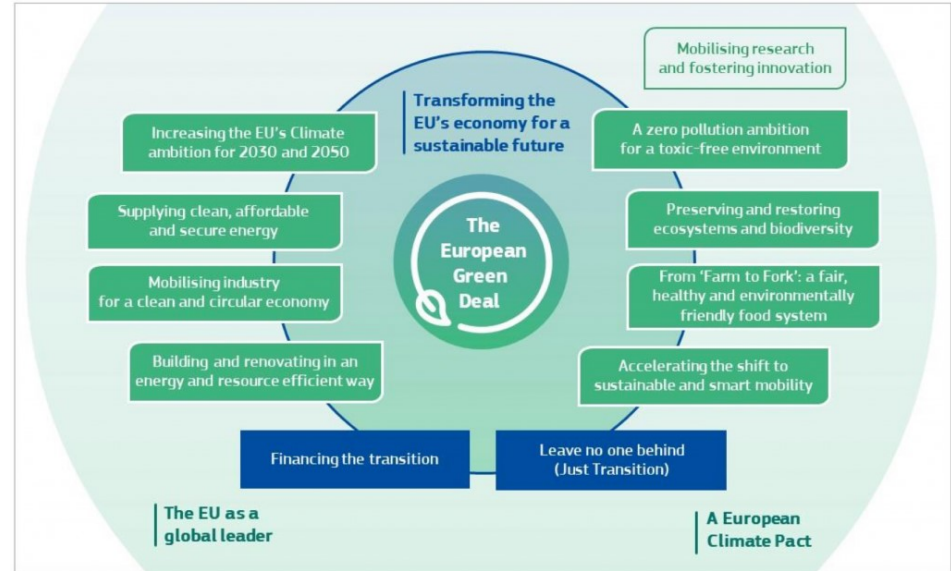 Mobilising research
and fostering innovation
Transforming the
EU's economy for a
sustainable future
Increasing the EU's Climate
ambition for 2030 and 2050
A zero pollution ambition
for a toxic-free environment
Supplying clean, affordable
and secure energy
Preserving and restoring
ecosystems and biodiversity
The
European
Green
Deal
Mobilising industry
for a clean and circular economy
From 'Farm to Fork': a fair,
healthy and environmentally
friendly food system
Building and renovating in an
energy and resource efficient way
Accelerating the shift to
sustainable and smart mobility
Financing the transition
Leave no one behind
(Just Transition)
The EU as a
global leader
A European
Climate Pact